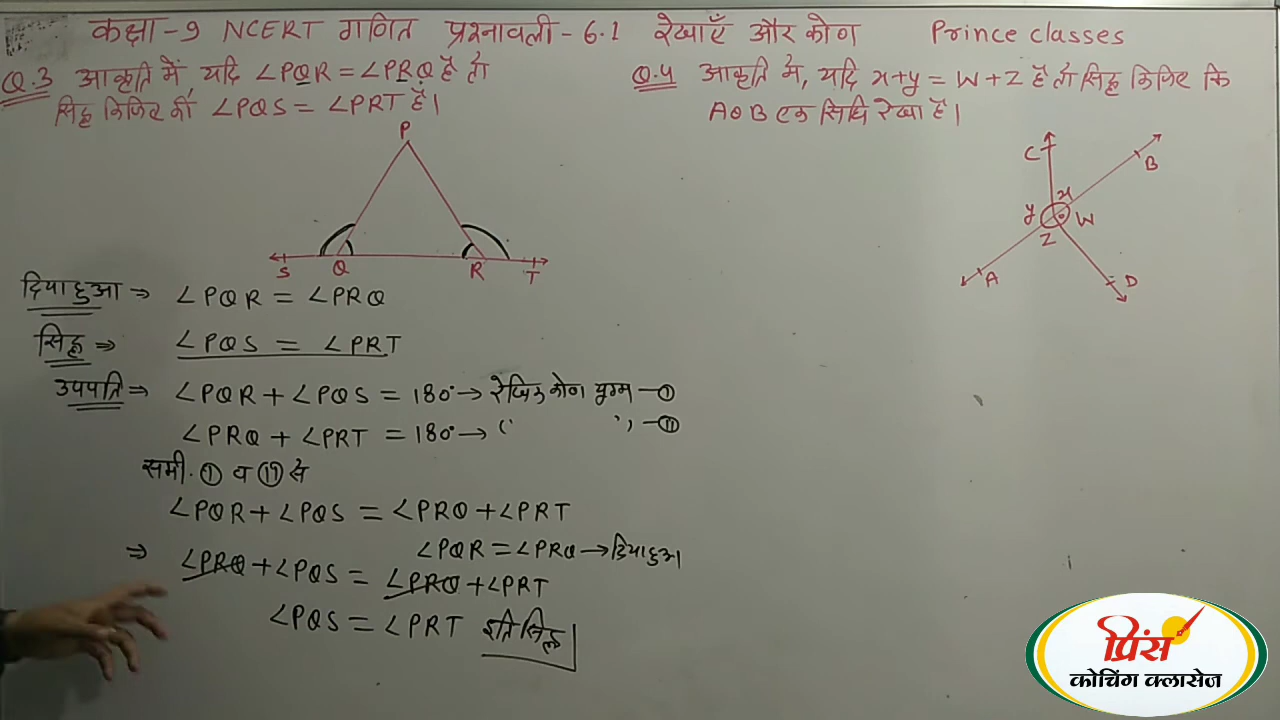 कक्षा-9 NCERT गणित प्रश्नावली-6.1 रेखाएँ और कोण Prince classes
Q.3 आकृति में, यदि ∠PQR = ∠PRQ है तो
सिद्ध किजिए की ∠PQS = ∠PRT है।
P
S Q R T
दिया हुआ ⇒ ∠PQR = ∠PRQ
सिद्ध ⇒ ∠PQS = ∠PRT
उपपति ⇒ ∠PQR + ∠PQS = 180° → रेखिक कोण युग्म —①
∠PRQ + ∠PRT = 180° → " " —⑪
समी. ① व ⑪ से
∠PQR + ∠PQS = ∠PRQ + ∠PRT
∠PQR = ∠PRQ → दिया हुआ
⇒ ∠PRQ + ∠PQS = ∠PRQ + ∠PRT
∠PQS = ∠PRT इति सिद्ध
Q.4 आकृति में, यदि x+y = W+Z है तो सिद्ध किजिए कि
AOB एक सिधि रेखा है।
C B
x
y O W
Z
A D
प्रिंस
कोचिंग क्लासेज